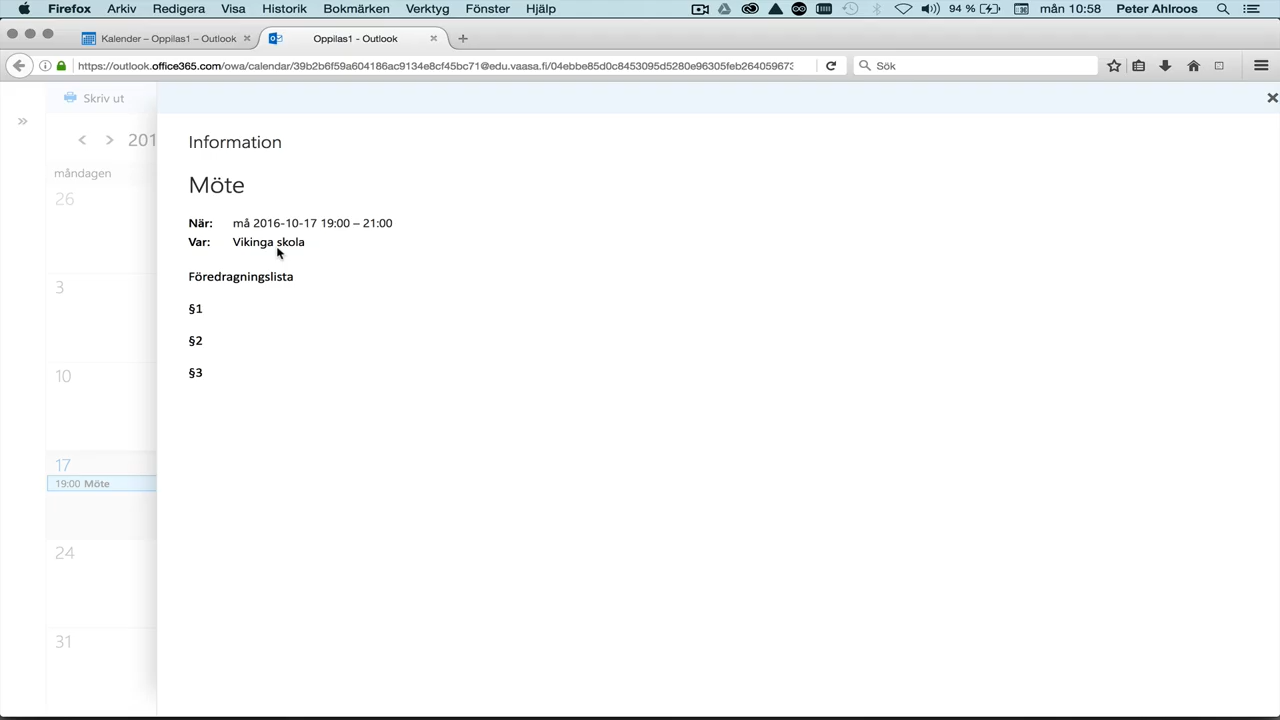 Firefox Arkiv Redigera Visa Historik Bokmärken Verktyg Fönster Hjälp 94 % mån 10:58 Peter Ahlroos
Kalender – Oppilas1 – Outlook Oppilas1 - Outlook
https://outlook.office365.com/owa/calendar/39b2b6f59a604186ac9134e8cf45bc71@edu.vaasa.fi/04ebbe85d0c8453095d5280e96305feb264059673 Sök
Skriv ut
201
måndagen
26
3
10
17
19:00 Möte
24
31
Information
Möte
När: må 2016-10-17 19:00 – 21:00
Var: Vikinga skola
Föredragningslista
§1
§2
§3